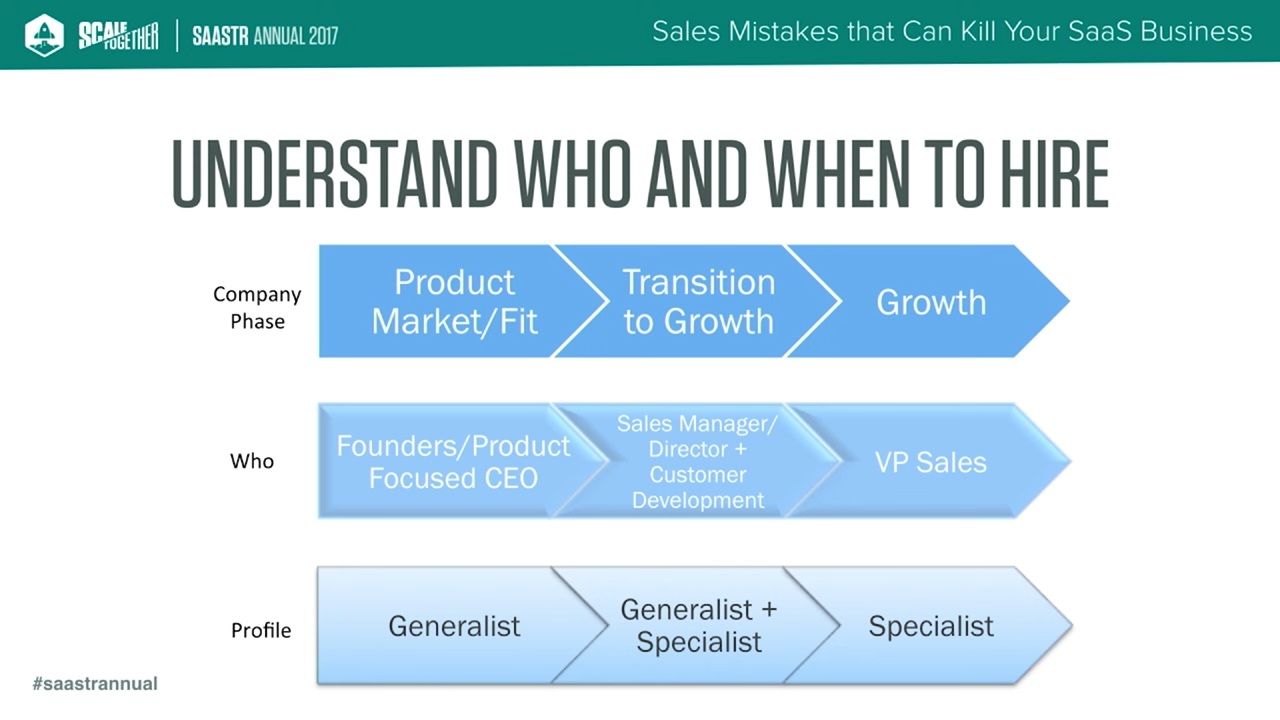 SCALE
TOGETHER
SAASTR ANNUAL 2017
Sales Mistakes that Can Kill Your SaaS Business
UNDERSTAND WHO AND WHEN TO HIRE
Company
Phase
Product
Market/Fit
Transition
to Growth
Growth
Who
Founders/Product
Focused CEO
Sales Manager/
Director +
Customer
Development
VP Sales
Profile
Generalist
Generalist +
Specialist
Specialist
#saastrannual